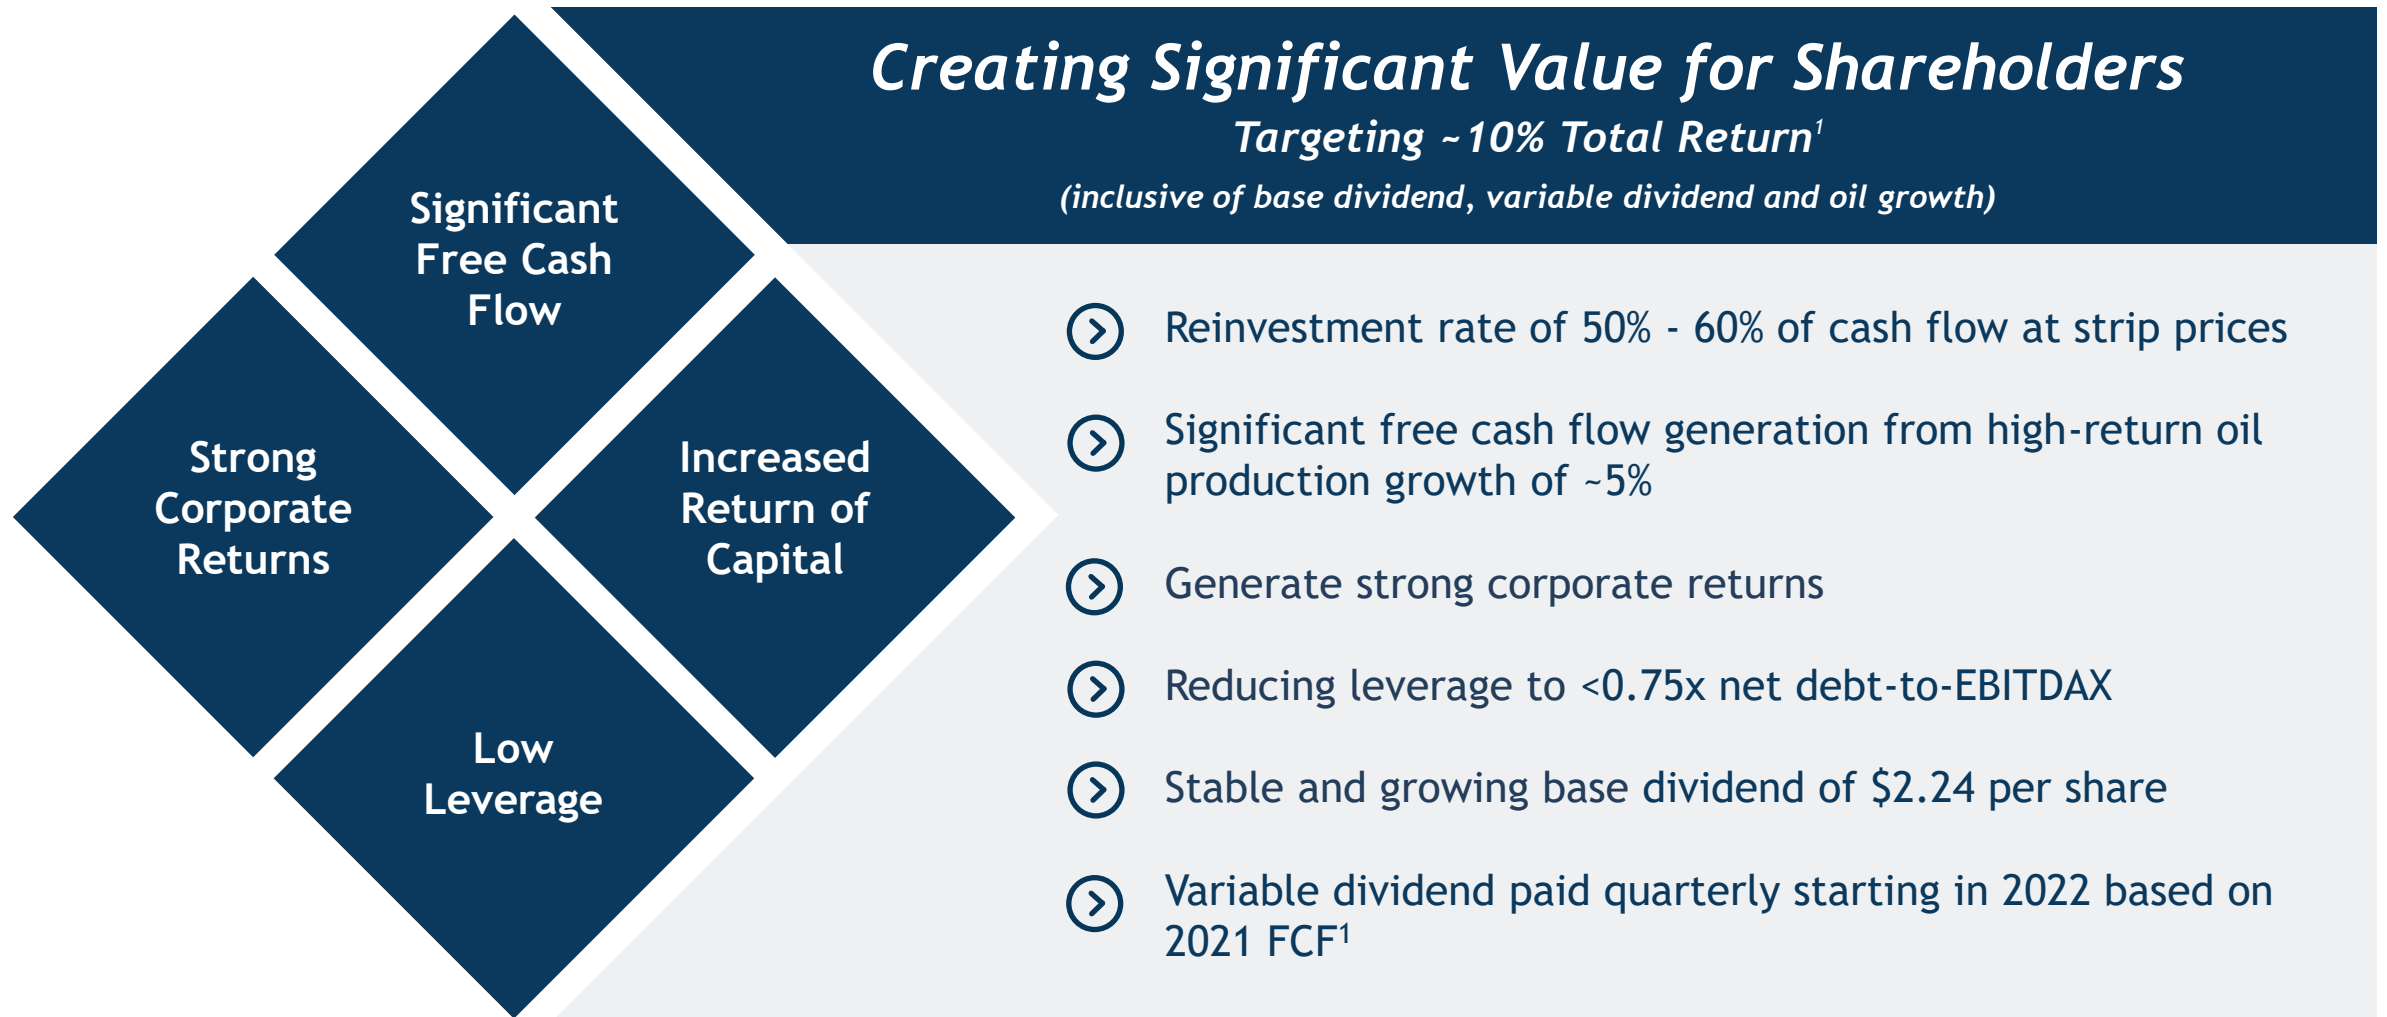 Creating Significant Value for Shareholders
Targeting ~10% Total Return¹
(inclusive of base dividend, variable dividend and oil growth)
Significant
Free Cash
Flow
Strong
Corporate
Returns
Increased
Return of
Capital
Low
Leverage
Reinvestment rate of 50% - 60% of cash flow at strip prices
Significant free cash flow generation from high-return oil
production growth of ~5%
Generate strong corporate returns
Reducing leverage to <0.75x net debt-to-EBITDAX
Stable and growing base dividend of $2.24 per share
Variable dividend paid quarterly starting in 2022 based on
2021 FCF¹